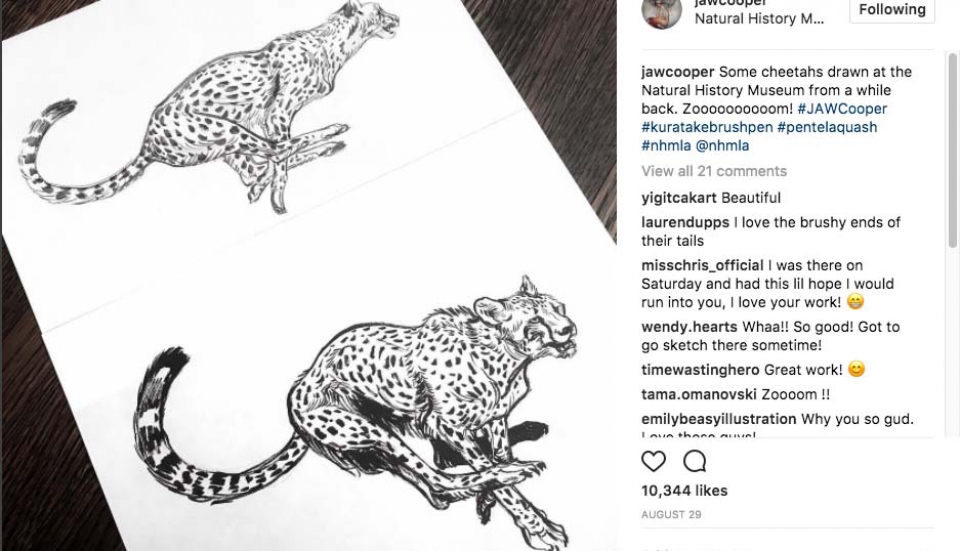 jawcooper
Natural History M...
Following
jawcooper Some cheetahs drawn at the
Natural History Museum from a while
back. Zoooooooooom! #JAWCooper
#kuratakebrushpen #pentelaquash
#nhmla @nhmla
View all 21 comments
yigitcakart Beautiful
laurendupps I love the brushy ends of
their tails
misschris_official I was there on
Saturday and had this lil hope I would
run into you, I love your work! 😁
wendy.hearts Whaa!! So good! Got to
go sketch there sometime!
timewastinghero Great work! 😊
tama.omanovski Zoooom !!
emilybeasyillustration Why you so gud.
I love these guys!
10,344 likes
AUGUST 29